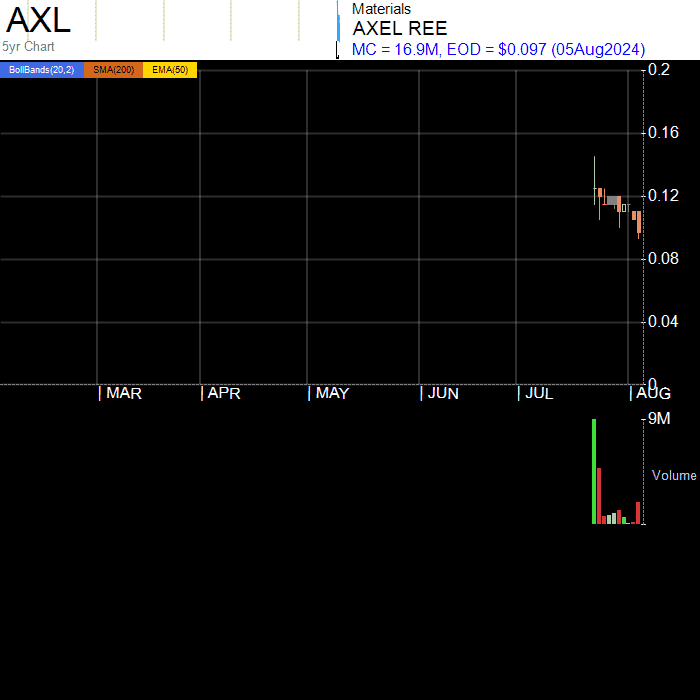 AXL
5yr Chart
Materials
AXEL REE
MC = 16.9M, EOD = $0.097 (05Aug2024)
BollBands(20,2) SMA(200) EMA(50)
0.2
0.16
0.12
0.08
0.04
0
| MAR | APR | MAY | JUN | JUL | AUG
9M
Volume